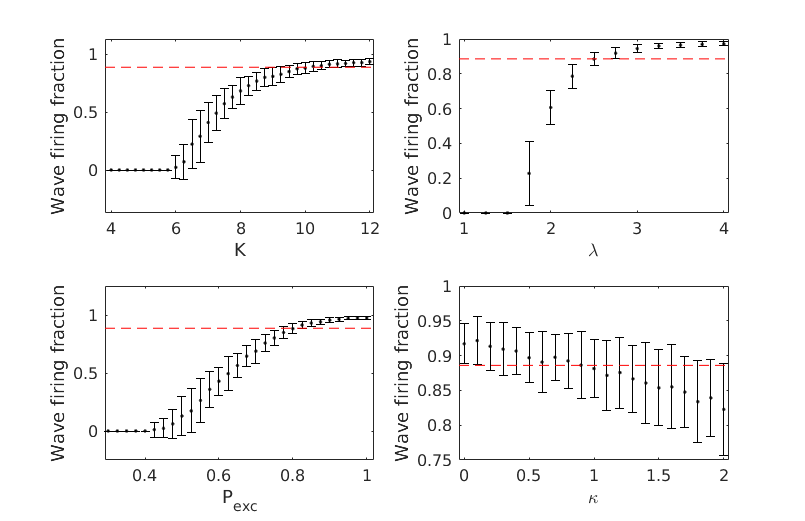 Wave firing fraction
1
0.5
0
4 6 8 10 12
K
Wave firing fraction
1
0.8
0.6
0.4
0.2
0
1 2 3 4
λ
Wave firing fraction
1
0.5
0
0.4 0.6 0.8 1
P_exc
Wave firing fraction
1
0.95
0.9
0.85
0.8
0.75
0 0.5 1 1.5 2
κ